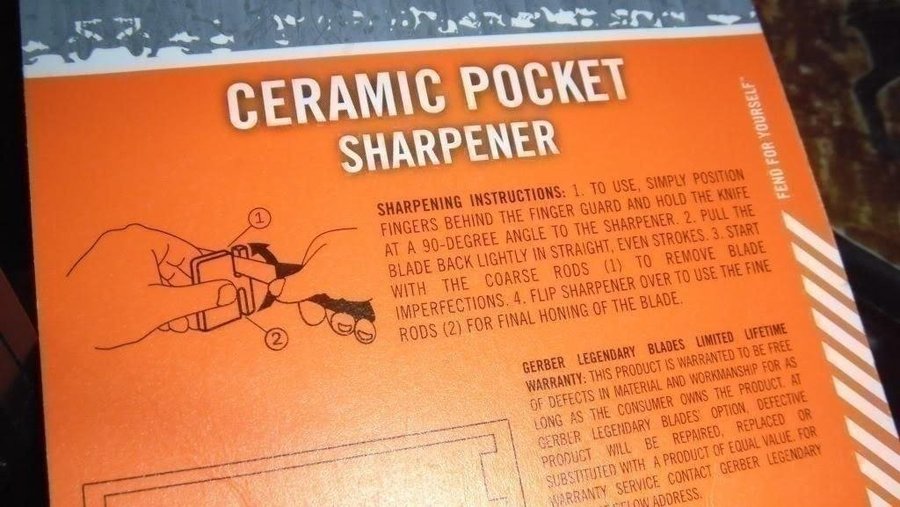 CERAMIC POCKET
SHARPENER
FEND FOR YOURSELF™
SHARPENING INSTRUCTIONS: 1. TO USE, SIMPLY POSITION
FINGERS BEHIND THE FINGER GUARD AND HOLD THE KNIFE
AT A 90-DEGREE ANGLE TO THE SHARPENER. 2. PULL THE
BLADE BACK LIGHTLY IN STRAIGHT, EVEN STROKES. 3. START
WITH THE COARSE RODS (1) TO REMOVE BLADE
IMPERFECTIONS. 4. FLIP SHARPENER OVER TO USE THE FINE
RODS (2) FOR FINAL HONING OF THE BLADE.
1
2
GERBER LEGENDARY BLADES LIMITED LIFETIME
WARRANTY: THIS PRODUCT IS WARRANTED TO BE FREE
OF DEFECTS IN MATERIAL AND WORKMANSHIP FOR AS
LONG AS THE CONSUMER OWNS THE PRODUCT. AT
GERBER LEGENDARY BLADES' OPTION, DEFECTIVE
PRODUCT WILL BE REPAIRED, REPLACED OR
SUBSTITUTED WITH A PRODUCT OF EQUAL VALUE. FOR
WARRANTY SERVICE CONTACT GERBER LEGENDARY
BELOW ADDRESS.